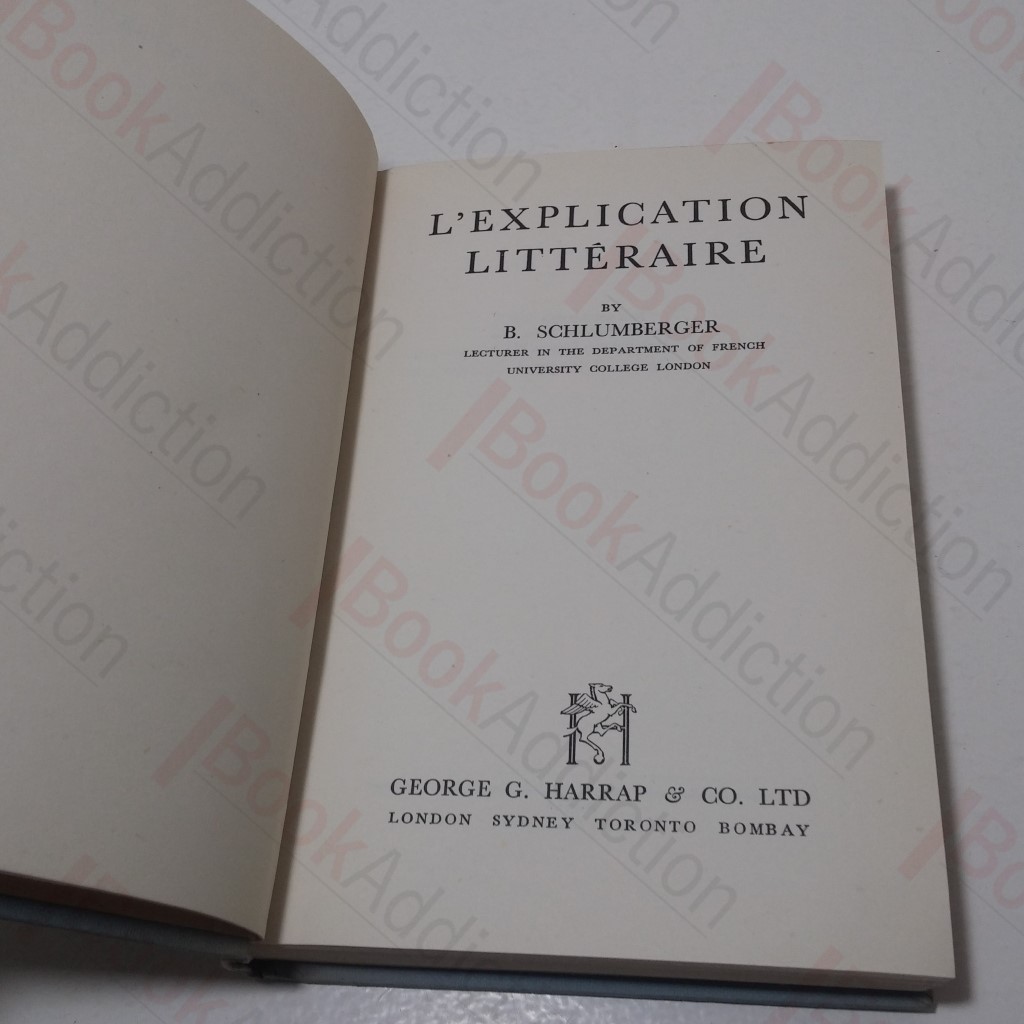 L'EXPLICATION
LITTÉRAIRE
BY
B. SCHLUMBERGER
LECTURER IN THE DEPARTMENT OF FRENCH
UNIVERSITY COLLEGE LONDON
H
GEORGE G. HARRAP & CO. LTD
LONDON SYDNEY TORONTO BOMBAY
BookAddiction